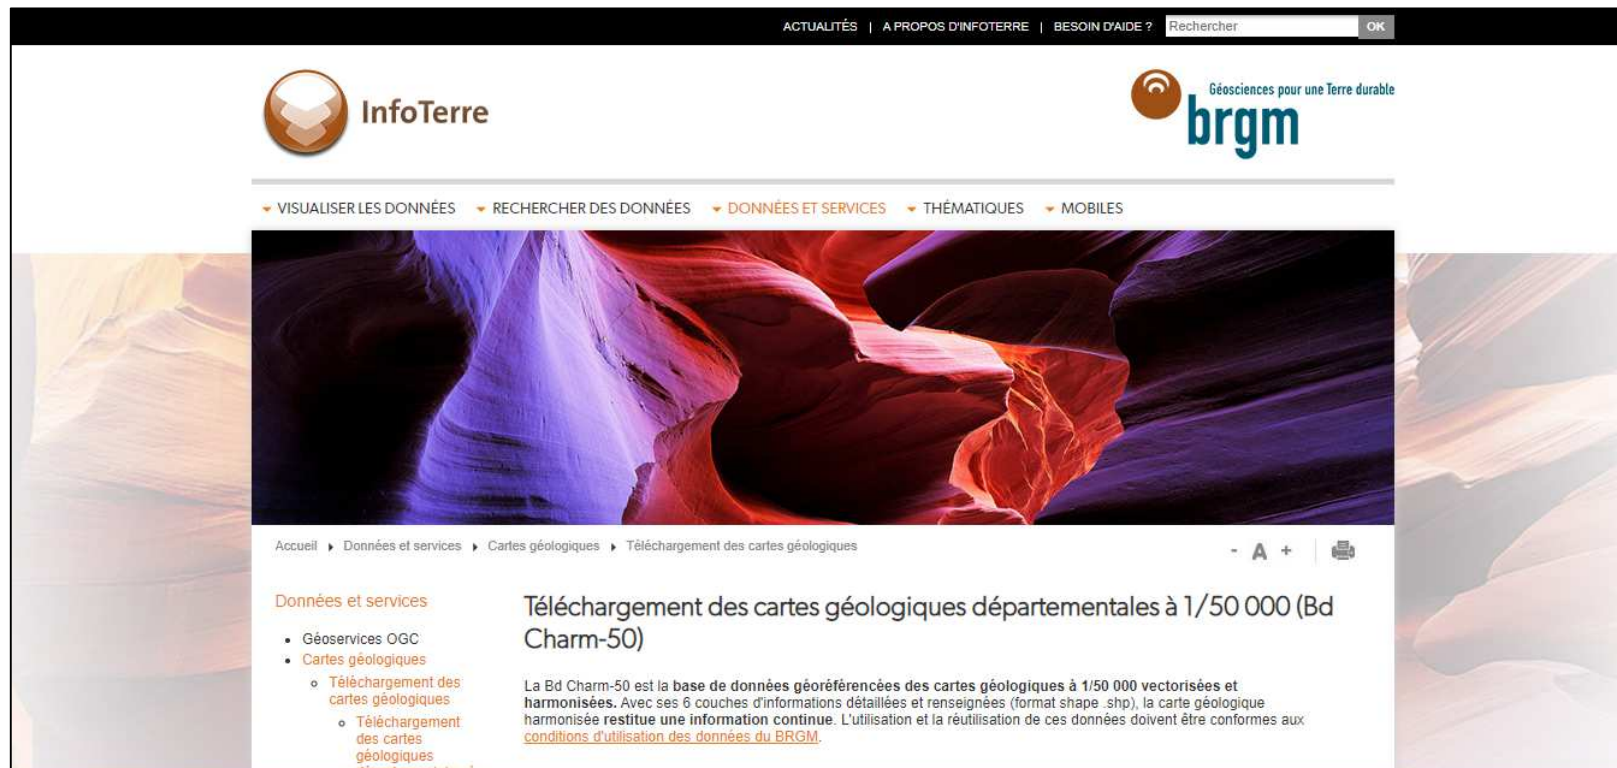 ACTUALITÉS | A PROPOS D'INFOTERRE | BESOIN D'AIDE ? Rechercher OK
InfoTerre
Géosciences pour une Terre durable
brgm
VISUALISER LES DONNÉES RECHERCHER DES DONNÉES DONNÉES ET SERVICES THÉMATIQUES MOBILES
Accueil Données et services Cartes géologiques Téléchargement des cartes géologiques
- A +
Données et services
• Géoservices OGC
• Cartes géologiques
Téléchargement des
cartes géologiques
Téléchargement
des cartes
géologiques
Téléchargement des cartes géologiques départementales à 1/50 000 (Bd
Charm-50)
La Bd Charm-50 est la base de données géoréférencées des cartes géologiques à 1/50 000 vectorisées et
harmonisées. Avec ses 6 couches d'informations détaillées et renseignées (format shape .shp), la carte géologique
harmonisée restitue une information continue. L'utilisation et la réutilisation de ces données doivent être conformes aux
conditions d'utilisation des données du BRGM.